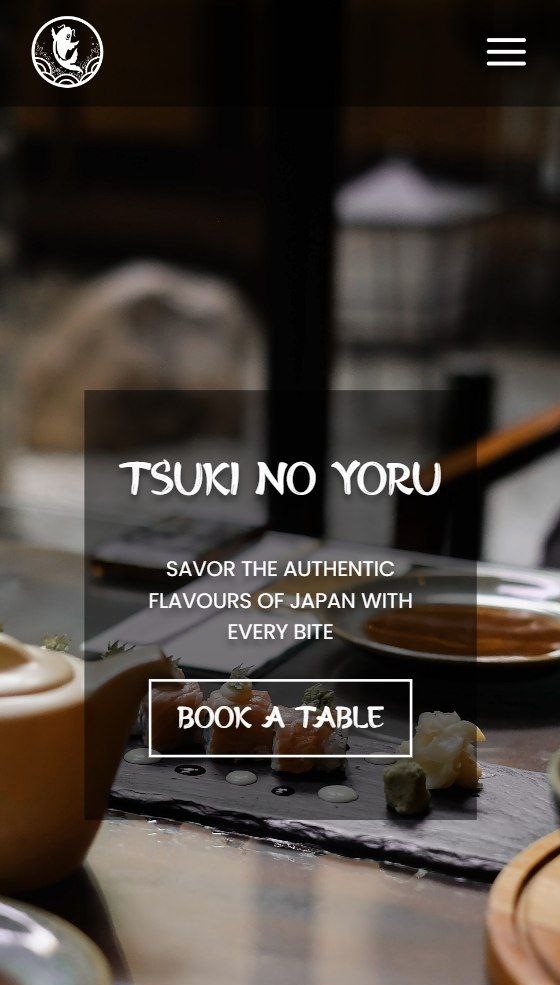 TSUKI NO YORU
SAVOR THE AUTHENTIC
FLAVOURS OF JAPAN WITH
EVERY BITE
BOOK A TABLE